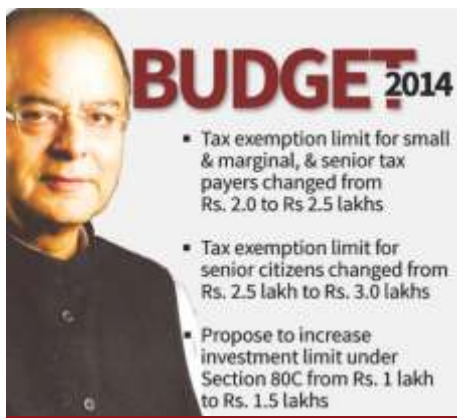 BUDGET
2014
▪ Tax exemption limit for small
& marginal, & senior tax
payers changed from
Rs. 2.0 to Rs 2.5 lakhs
▪ Tax exemption limit for
senior citizens changed from
Rs. 2.5 lakh to Rs. 3.0 lakhs
▪ Propose to increase
investment limit under
Section 80C from Rs. 1 lakh
to Rs. 1.5 lakhs